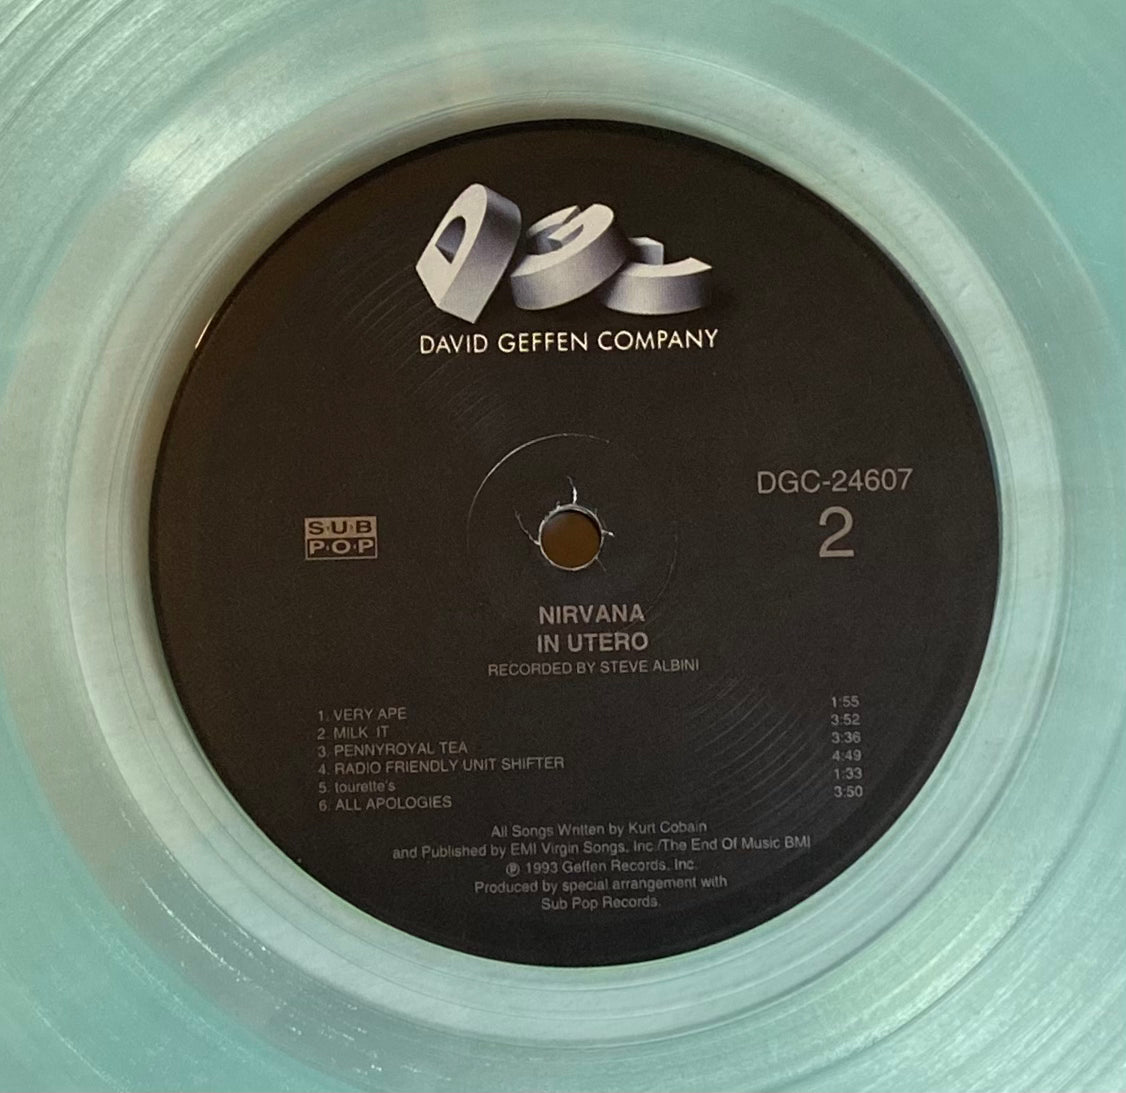 DGC
DAVID GEFFEN COMPANY
DGC-24607
2
SUB
POP
NIRVANA
IN UTERO
RECORDED BY STEVE ALBINI
1. VERY APE 1:55
2. MILK IT 3:52
3. PENNYROYAL TEA 3:36
4. RADIO FRIENDLY UNIT SHIFTER 4:49
5. tourette's 1:33
6. ALL APOLOGIES 3:50
All Songs Written by Kurt Cobain
and Published by EMI Virgin Songs, Inc./The End Of Music BMI
℗ 1993 Geffen Records, Inc.
Produced by special arrangement with
Sub Pop Records.